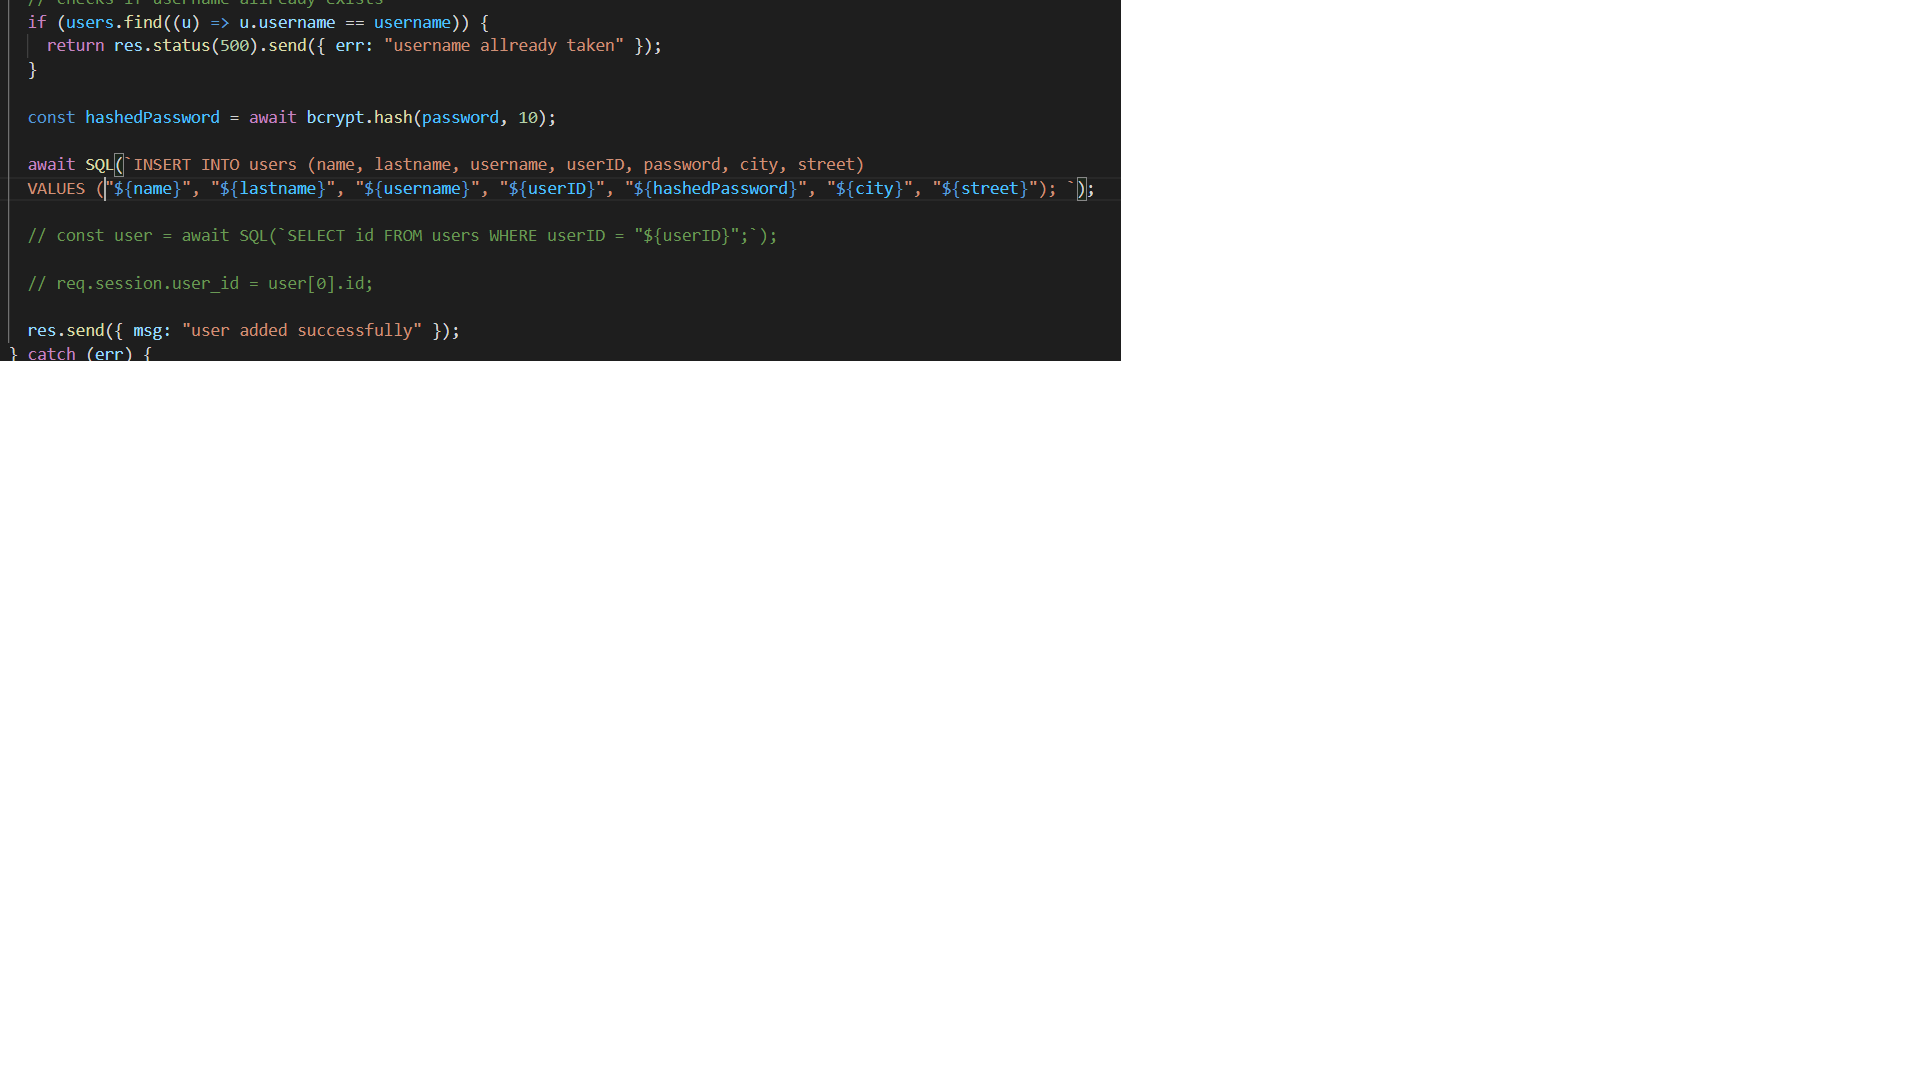 // checks if username allready exists
if (users.find((u) => u.username == username)) {
return res.status(500).send({ err: "username allready taken" });
}
const hashedPassword = await bcrypt.hash(password, 10);
await SQL(`INSERT INTO users (name, lastname, username, userID, password, city, street)
VALUES ("${name}", "${lastname}", "${username}", "${userID}", "${hashedPassword}", "${city}", "${street}"); `);
// const user = await SQL(`SELECT id FROM users WHERE userID = "${userID}";`);
// req.session.user_id = user[0].id;
res.send({ msg: "user added successfully" });
} catch (err) {